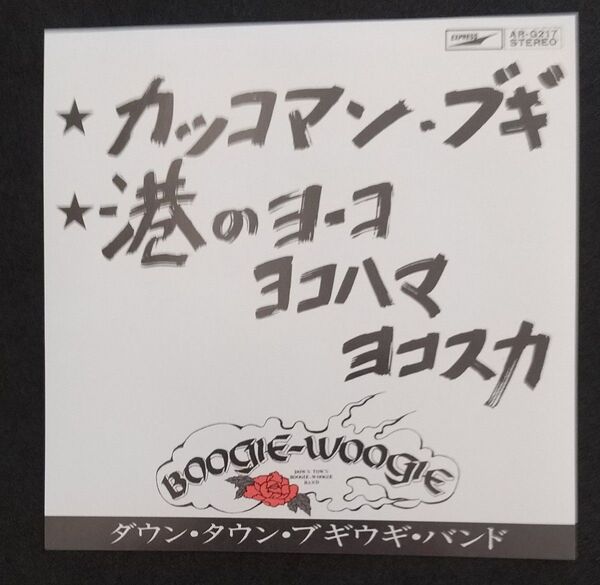 EXPRESS
AR-G217
STEREO
★カッコマン・ブギ
★港のヨーコ
ヨコハマ
ヨコスカ
BOOGIE-WOOGIE
DOWN TOWN
BOOGIE-WOOGIE
BAND
ダウン・タウン・ブギウギ・バンド